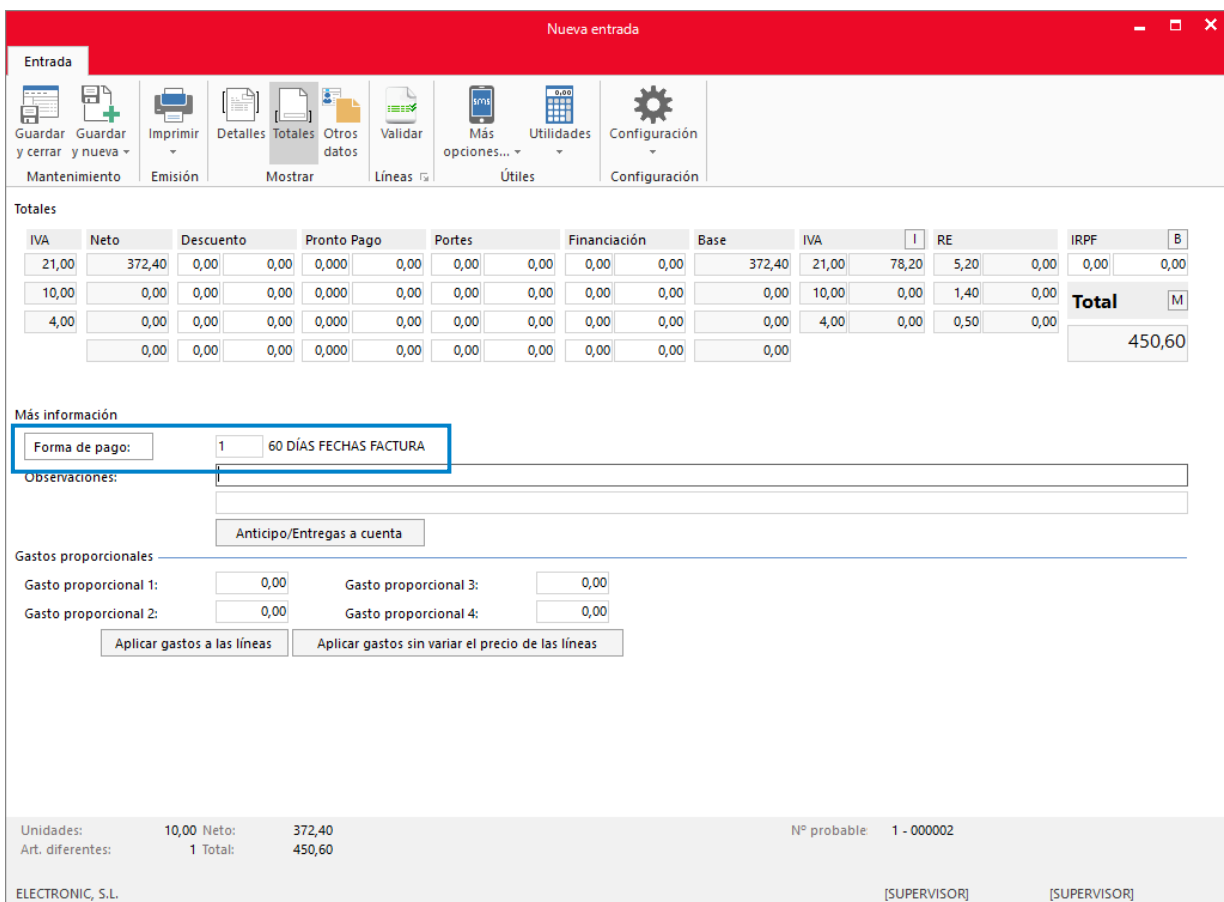 Nueva entrada
Entrada
Guardar y cerrar
Guardar y nueva
Imprimir
Detalles
Totales
Otros datos
Validar
sms
Más opciones...
0,00
Utilidades
Configuración
Mantenimiento Emisión Mostrar Líneas Útiles Configuración
Totales
IVA Neto Descuento Pronto Pago Portes Financiación Base IVA I RE IRPF B
21,00 372,40 0,00 0,00 0,000 0,00 0,00 0,00 0,00 0,00 372,40 21,00 78,20 5,20 0,00 0,00 0,00
10,00 0,00 0,00 0,00 0,000 0,00 0,00 0,00 0,00 0,00 0,00 10,00 0,00 1,40 0,00 Total M
4,00 0,00 0,00 0,00 0,000 0,00 0,00 0,00 0,00 0,00 0,00 4,00 0,00 0,50 0,00
0,00 0,00 0,00 0,000 0,00 0,00 0,00 0,00 0,00 0,00 450,60
Más información
Forma de pago: 1 60 DÍAS FECHAS FACTURA
Observaciones:
Anticipo/Entregas a cuenta
Gastos proporcionales
Gasto proporcional 1: 0,00 Gasto proporcional 3: 0,00
Gasto proporcional 2: 0,00 Gasto proporcional 4: 0,00
Aplicar gastos a las líneas Aplicar gastos sin variar el precio de las líneas
Unidades: 10,00 Neto: 372,40 Nº probable 1 - 000002
Art. diferentes: 1 Total: 450,60
ELECTRONIC, S.L. [SUPERVISOR] [SUPERVISOR]